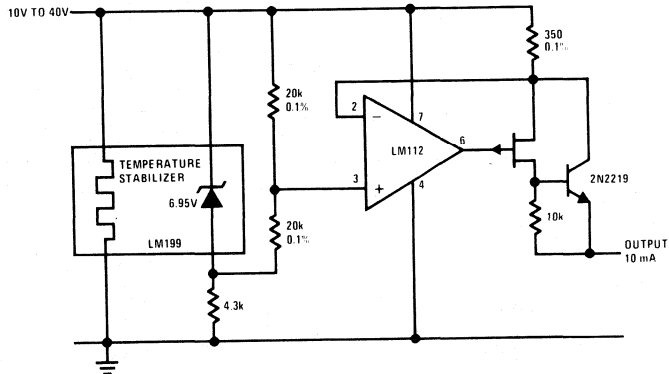 10V TO 40V
350
0.1%
20k
0.1%
2
7
6
LM112
TEMPERATURE
STABILIZER
6.95V
3
4
2N2219
20k
0.1%
10k
LM199
OUTPUT
10 mA
4.3k